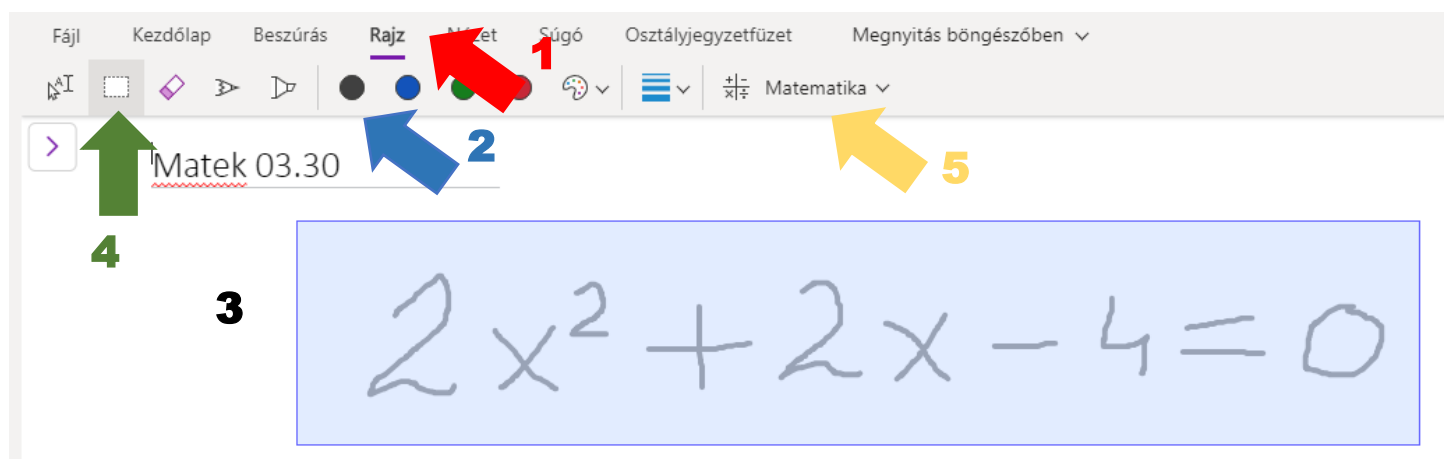 Fájl Kezdőlap Beszúrás Rajz Nézet Súgó Osztályjegyzetfüzet Megnyitás böngészőben
1
Matematika
2
5
Matek 03.30
4
3
2x² + 2x - 4 = 0